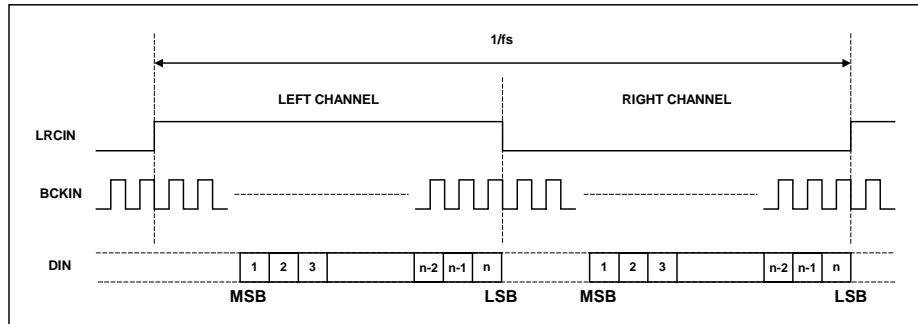 1/fs
LEFT CHANNEL RIGHT CHANNEL
LRCIN
BCKIN
DIN 1 2 3 n-2 n-1 n 1 2 3 n-2 n-1 n
MSB LSB MSB LSB